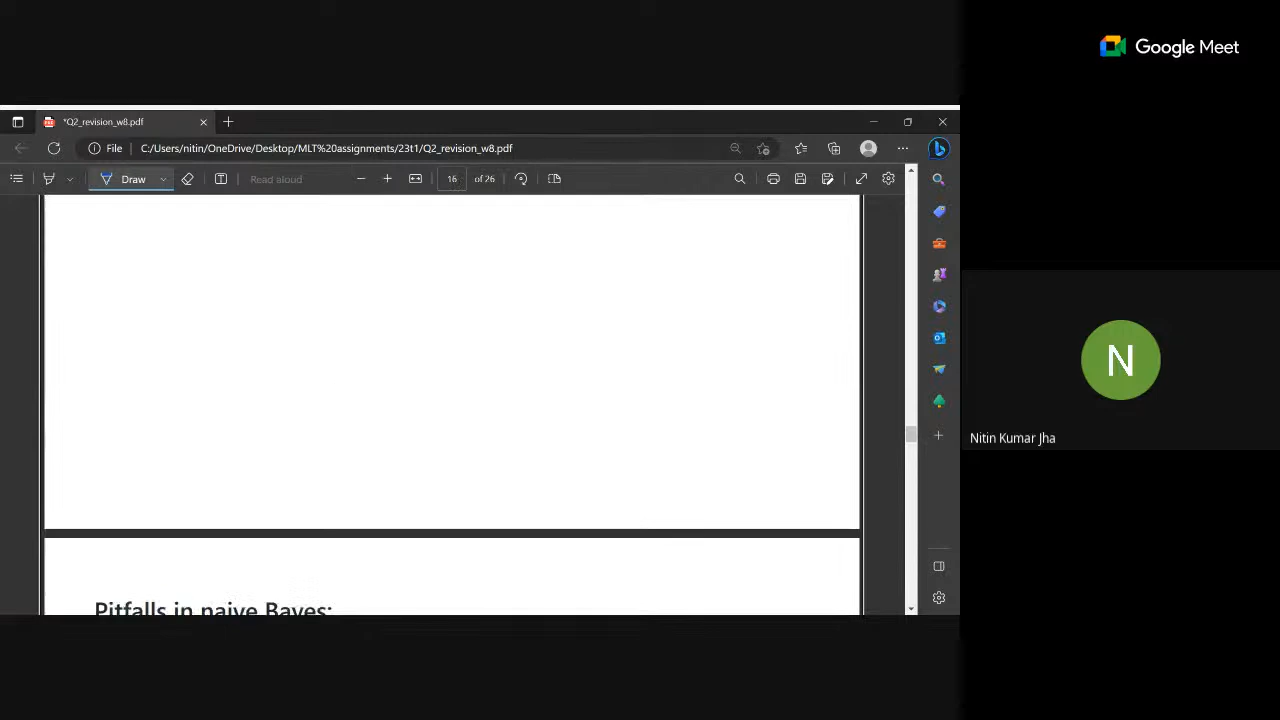 Google Meet
*Q2_revision_w8.pdf
File
C:/Users/nitin/OneDrive/Desktop/MLT%20assignments/23t1/Q2_revision_w8.pdf
Draw
Read aloud
16
of 26
N
Nitin Kumar Jha
Pitfalls in naive Bayes: